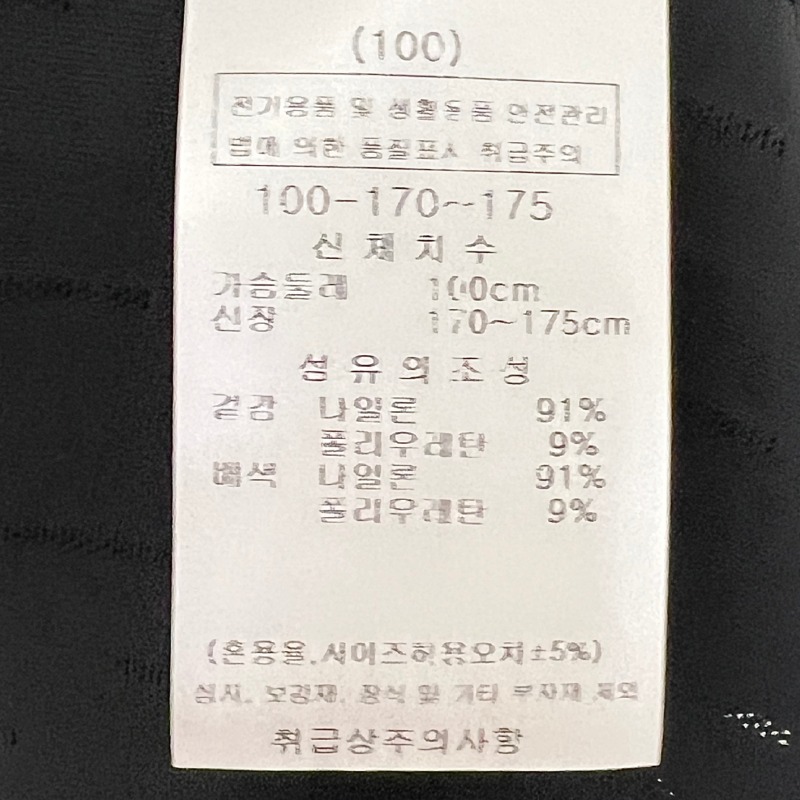 (100)
전기용품 및 생활용품 안전관리
법에 의한 품질표시 취급주의
100-170~175
신 체 치 수
가슴둘레 100cm
신장 170~175cm
섬 유 의 조 성
겉감 나일론 91%
폴리우레탄 9%
배색 나일론 91%
폴리우레탄 9%
(혼용율,사이즈허용오차±5%)
심지, 보강재, 장식 및 기타 부자재 제외
취급상주의사항